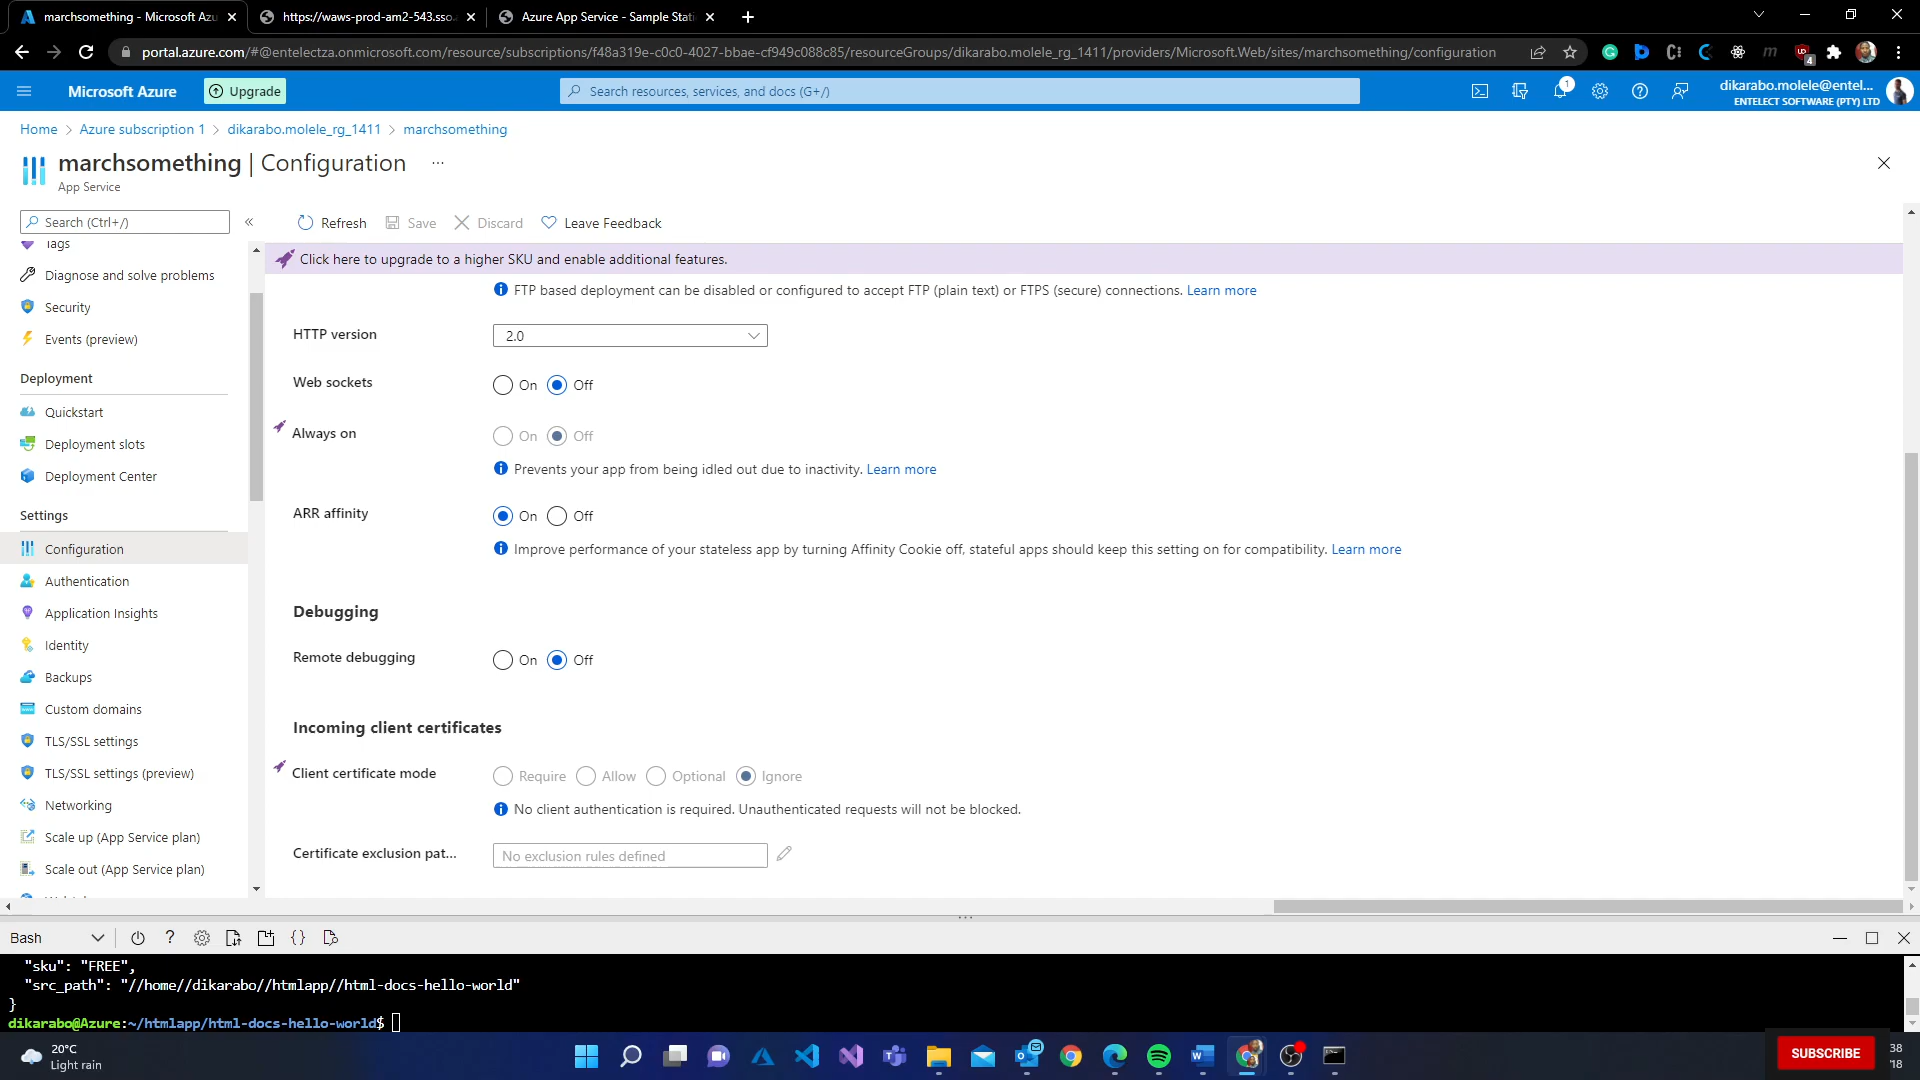 marchsomething - Microsoft Azu
https://waws-prod-am2-543.sso.a
Azure App Service - Sample Stati
portal.azure.com/#@entelectza.onmicrosoft.com/resource/subscriptions/f48a319e-c0c0-4027-bbae-cf949c088c85/resourceGroups/dikarabo.molele_rg_1411/providers/Microsoft.Web/sites/marchsomething/configuration
4
Microsoft Azure
Upgrade
Search resources, services, and docs (G+/)
1
dikarabo.molele@entel...
ENTELECT SOFTWARE (PTY) LTD
Home > Azure subscription 1 > dikarabo.molele_rg_1411 > marchsomething
marchsomething | Configuration ...
App Service
Search (Ctrl+/)
Refresh
Save
Discard
Leave Feedback
Tags
Diagnose and solve problems
Security
Events (preview)
Deployment
Quickstart
Deployment slots
Deployment Center
Settings
Configuration
Authentication
Application Insights
Identity
Backups
Custom domains
TLS/SSL settings
TLS/SSL settings (preview)
Networking
Scale up (App Service plan)
Scale out (App Service plan)
Click here to upgrade to a higher SKU and enable additional features.
FTP based deployment can be disabled or configured to accept FTP (plain text) or FTPS (secure) connections. Learn more
HTTP version
2.0
Web sockets
On Off
Always on
On Off
Prevents your app from being idled out due to inactivity. Learn more
ARR affinity
On Off
Improve performance of your stateless app by turning Affinity Cookie off, stateful apps should keep this setting on for compatibility. Learn more
Debugging
Remote debugging
On Off
Incoming client certificates
Client certificate mode
Require Allow Optional Ignore
No client authentication is required. Unauthenticated requests will not be blocked.
Certificate exclusion pat...
No exclusion rules defined
Bash
"sku": "FREE",
"src_path": "//home//dikarabo//htmlapp//html-docs-hello-world"
}
dikarabo@Azure:~/htmlapp/html-docs-hello-world$
20°C
Light rain
SUBSCRIBE
38
'18